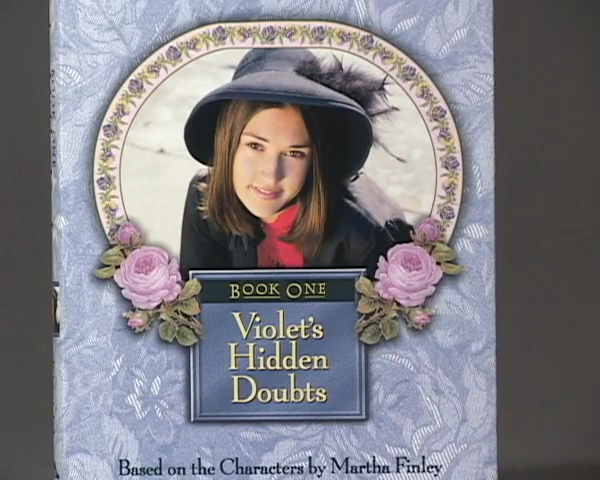 BOOK ONE
Violet's
Hidden
Doubts
Based on the Characters by Martha Finley